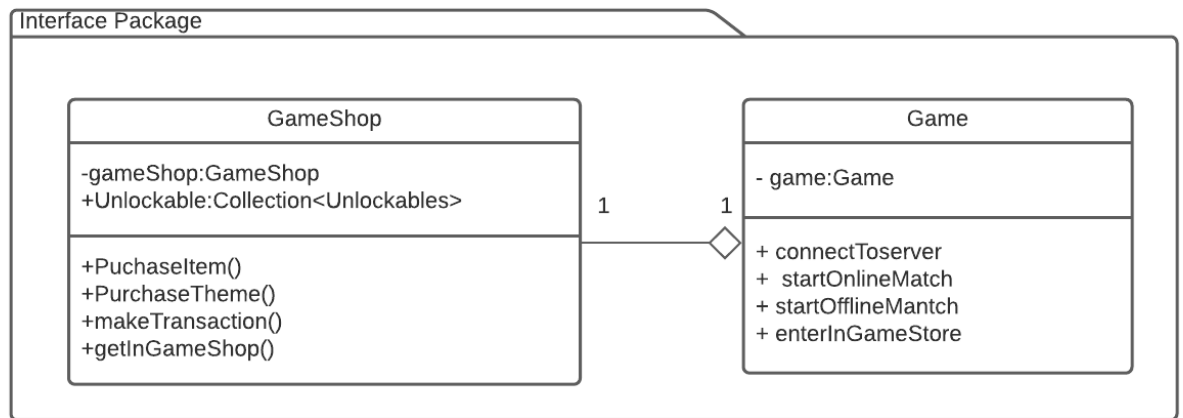 Interface Package
GameShop
-gameShop:GameShop
+Unlockable:Collection<Unlockables>
+PuchaseItem()
+PurchaseTheme()
+makeTransaction()
+getInGameShop()
1
1
Game
- game:Game
+ connectToserver
+  startOnlineMatch
+ startOfflineMantch
+ enterInGameStore